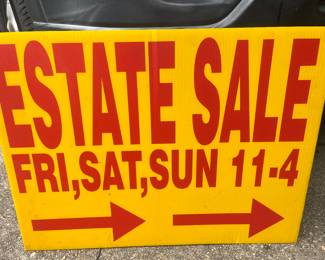 ESTATE SALE
FRI,SAT,SUN 11-4